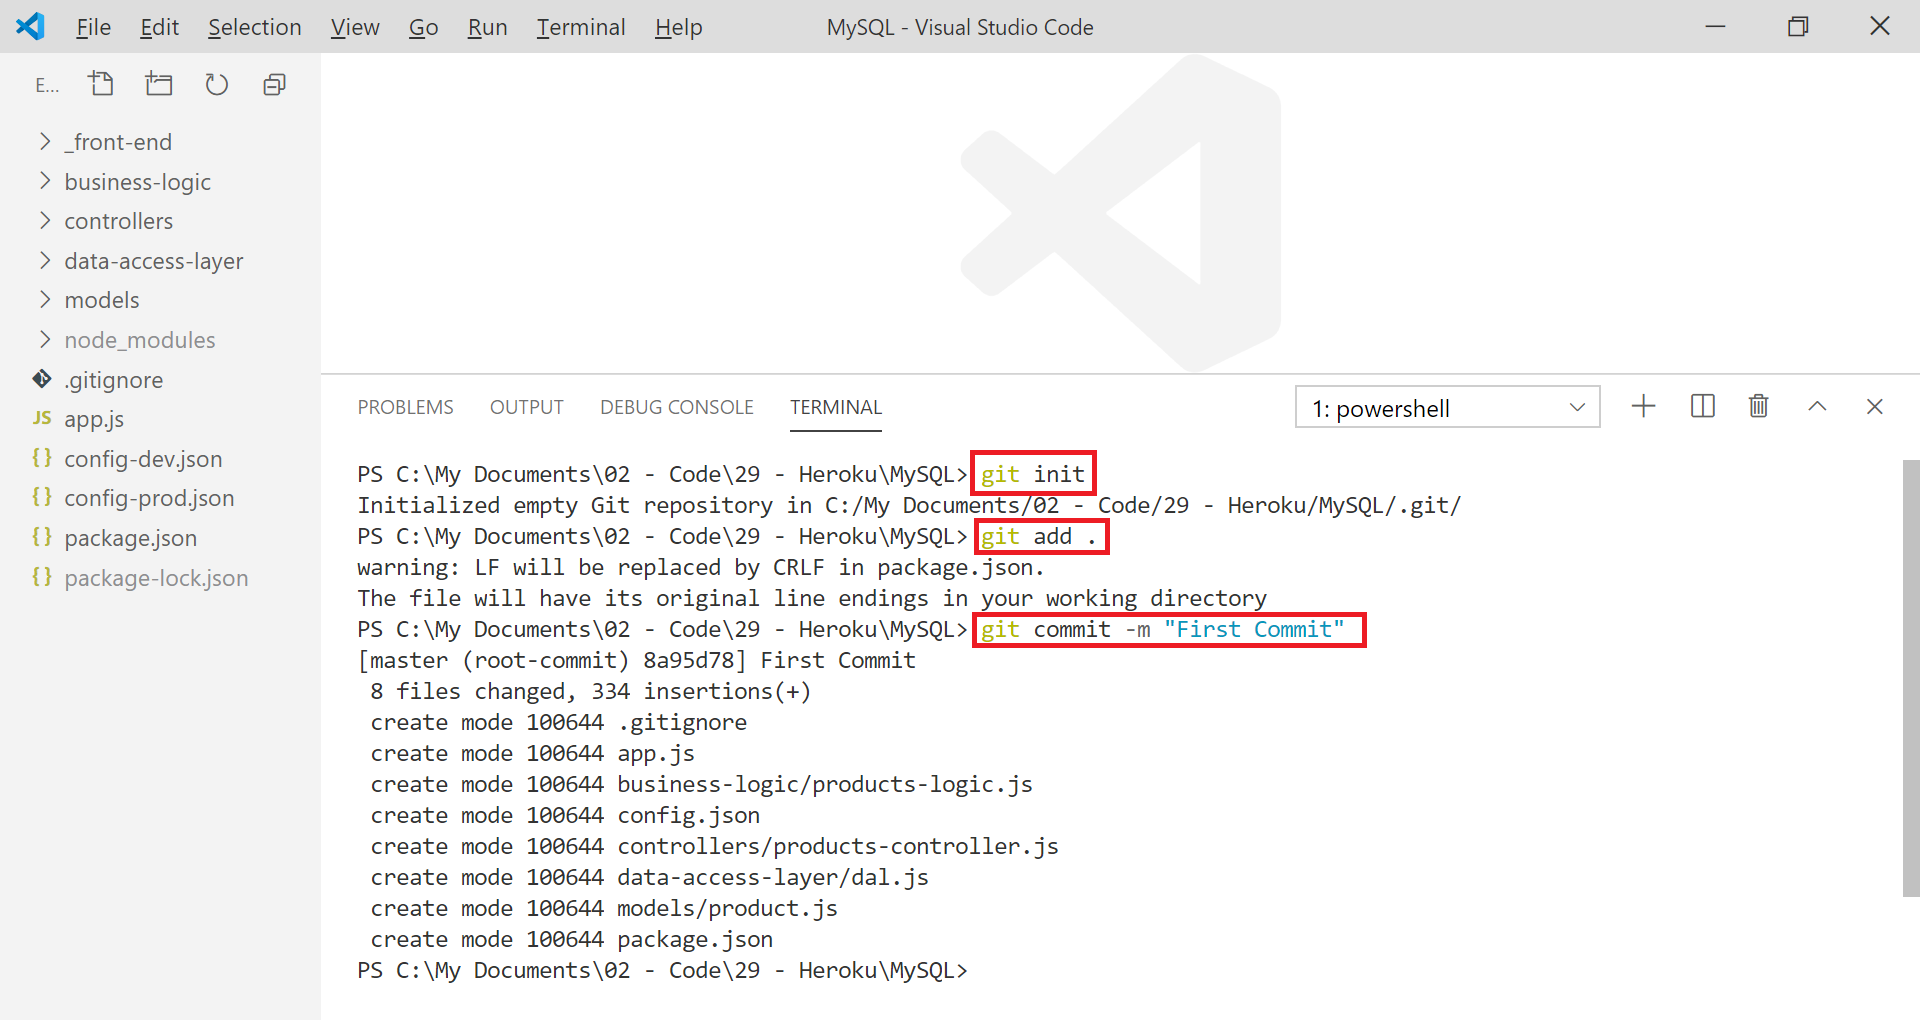 File Edit Selection View Go Run Terminal Help MySQL - Visual Studio Code
E...
_front-end
business-logic
controllers
data-access-layer
models
node_modules
.gitignore
JS app.js
{} config-dev.json
{} config-prod.json
{} package.json
{} package-lock.json
PROBLEMS OUTPUT DEBUG CONSOLE TERMINAL 1: powershell
PS C:\My Documents\02 - Code\29 - Heroku\MySQL> git init
Initialized empty Git repository in C:/My Documents/02 - Code/29 - Heroku/MySQL/.git/
PS C:\My Documents\02 - Code\29 - Heroku\MySQL> git add .
warning: LF will be replaced by CRLF in package.json.
The file will have its original line endings in your working directory
PS C:\My Documents\02 - Code\29 - Heroku\MySQL> git commit -m "First Commit"
[master (root-commit) 8a95d78] First Commit
 8 files changed, 334 insertions(+)
 create mode 100644 .gitignore
 create mode 100644 app.js
 create mode 100644 business-logic/products-logic.js
 create mode 100644 config.json
 create mode 100644 controllers/products-controller.js
 create mode 100644 data-access-layer/dal.js
 create mode 100644 models/product.js
 create mode 100644 package.json
PS C:\My Documents\02 - Code\29 - Heroku\MySQL>